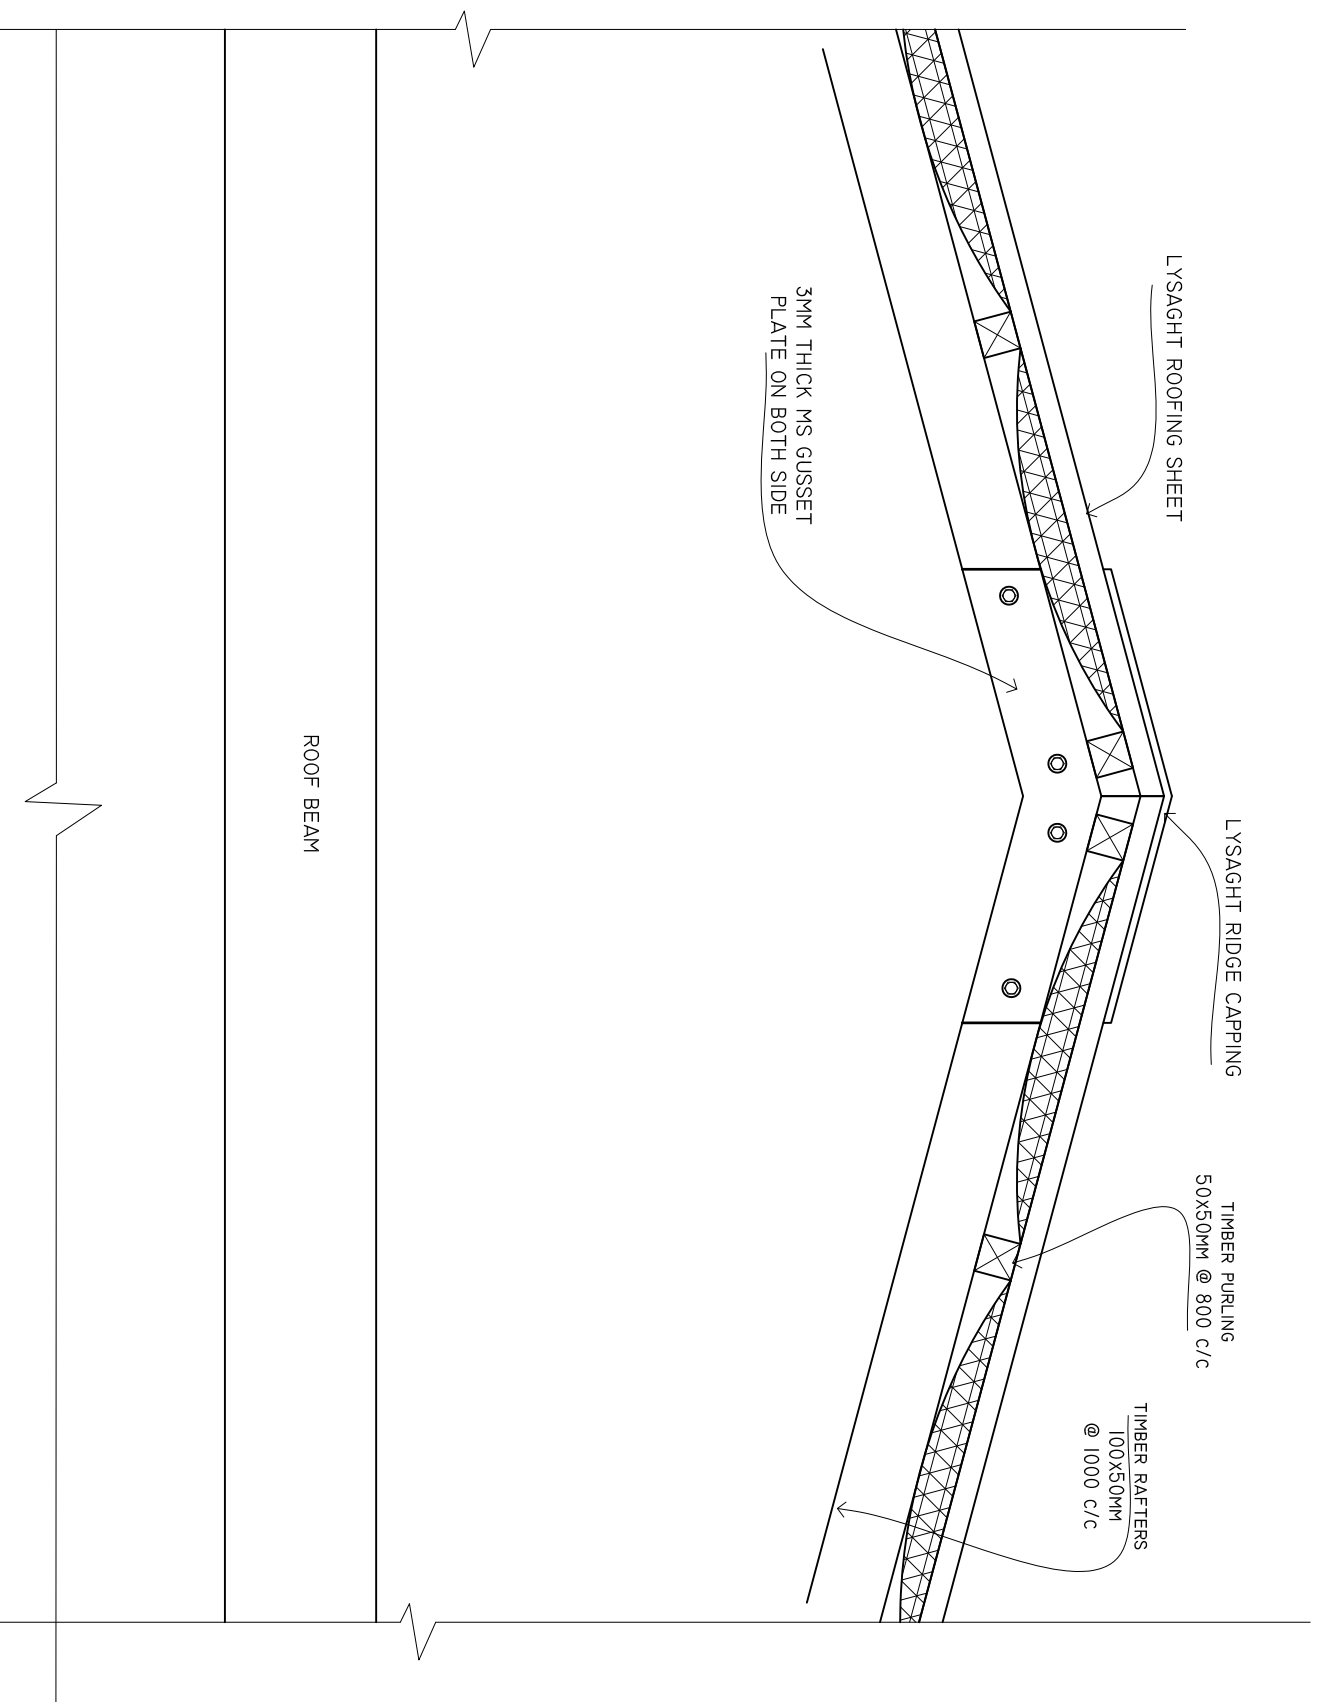 LYSAGHT RIDGE CAPPING
TIMBER PURLING
50X50MM @ 800 C/C
LYSAGHT ROOFING SHEET
TIMBER RAFTERS
100X50MM
@ 1000 C/C
3MM THICK MS GUSSET
PLATE ON BOTH SIDE
ROOF BEAM